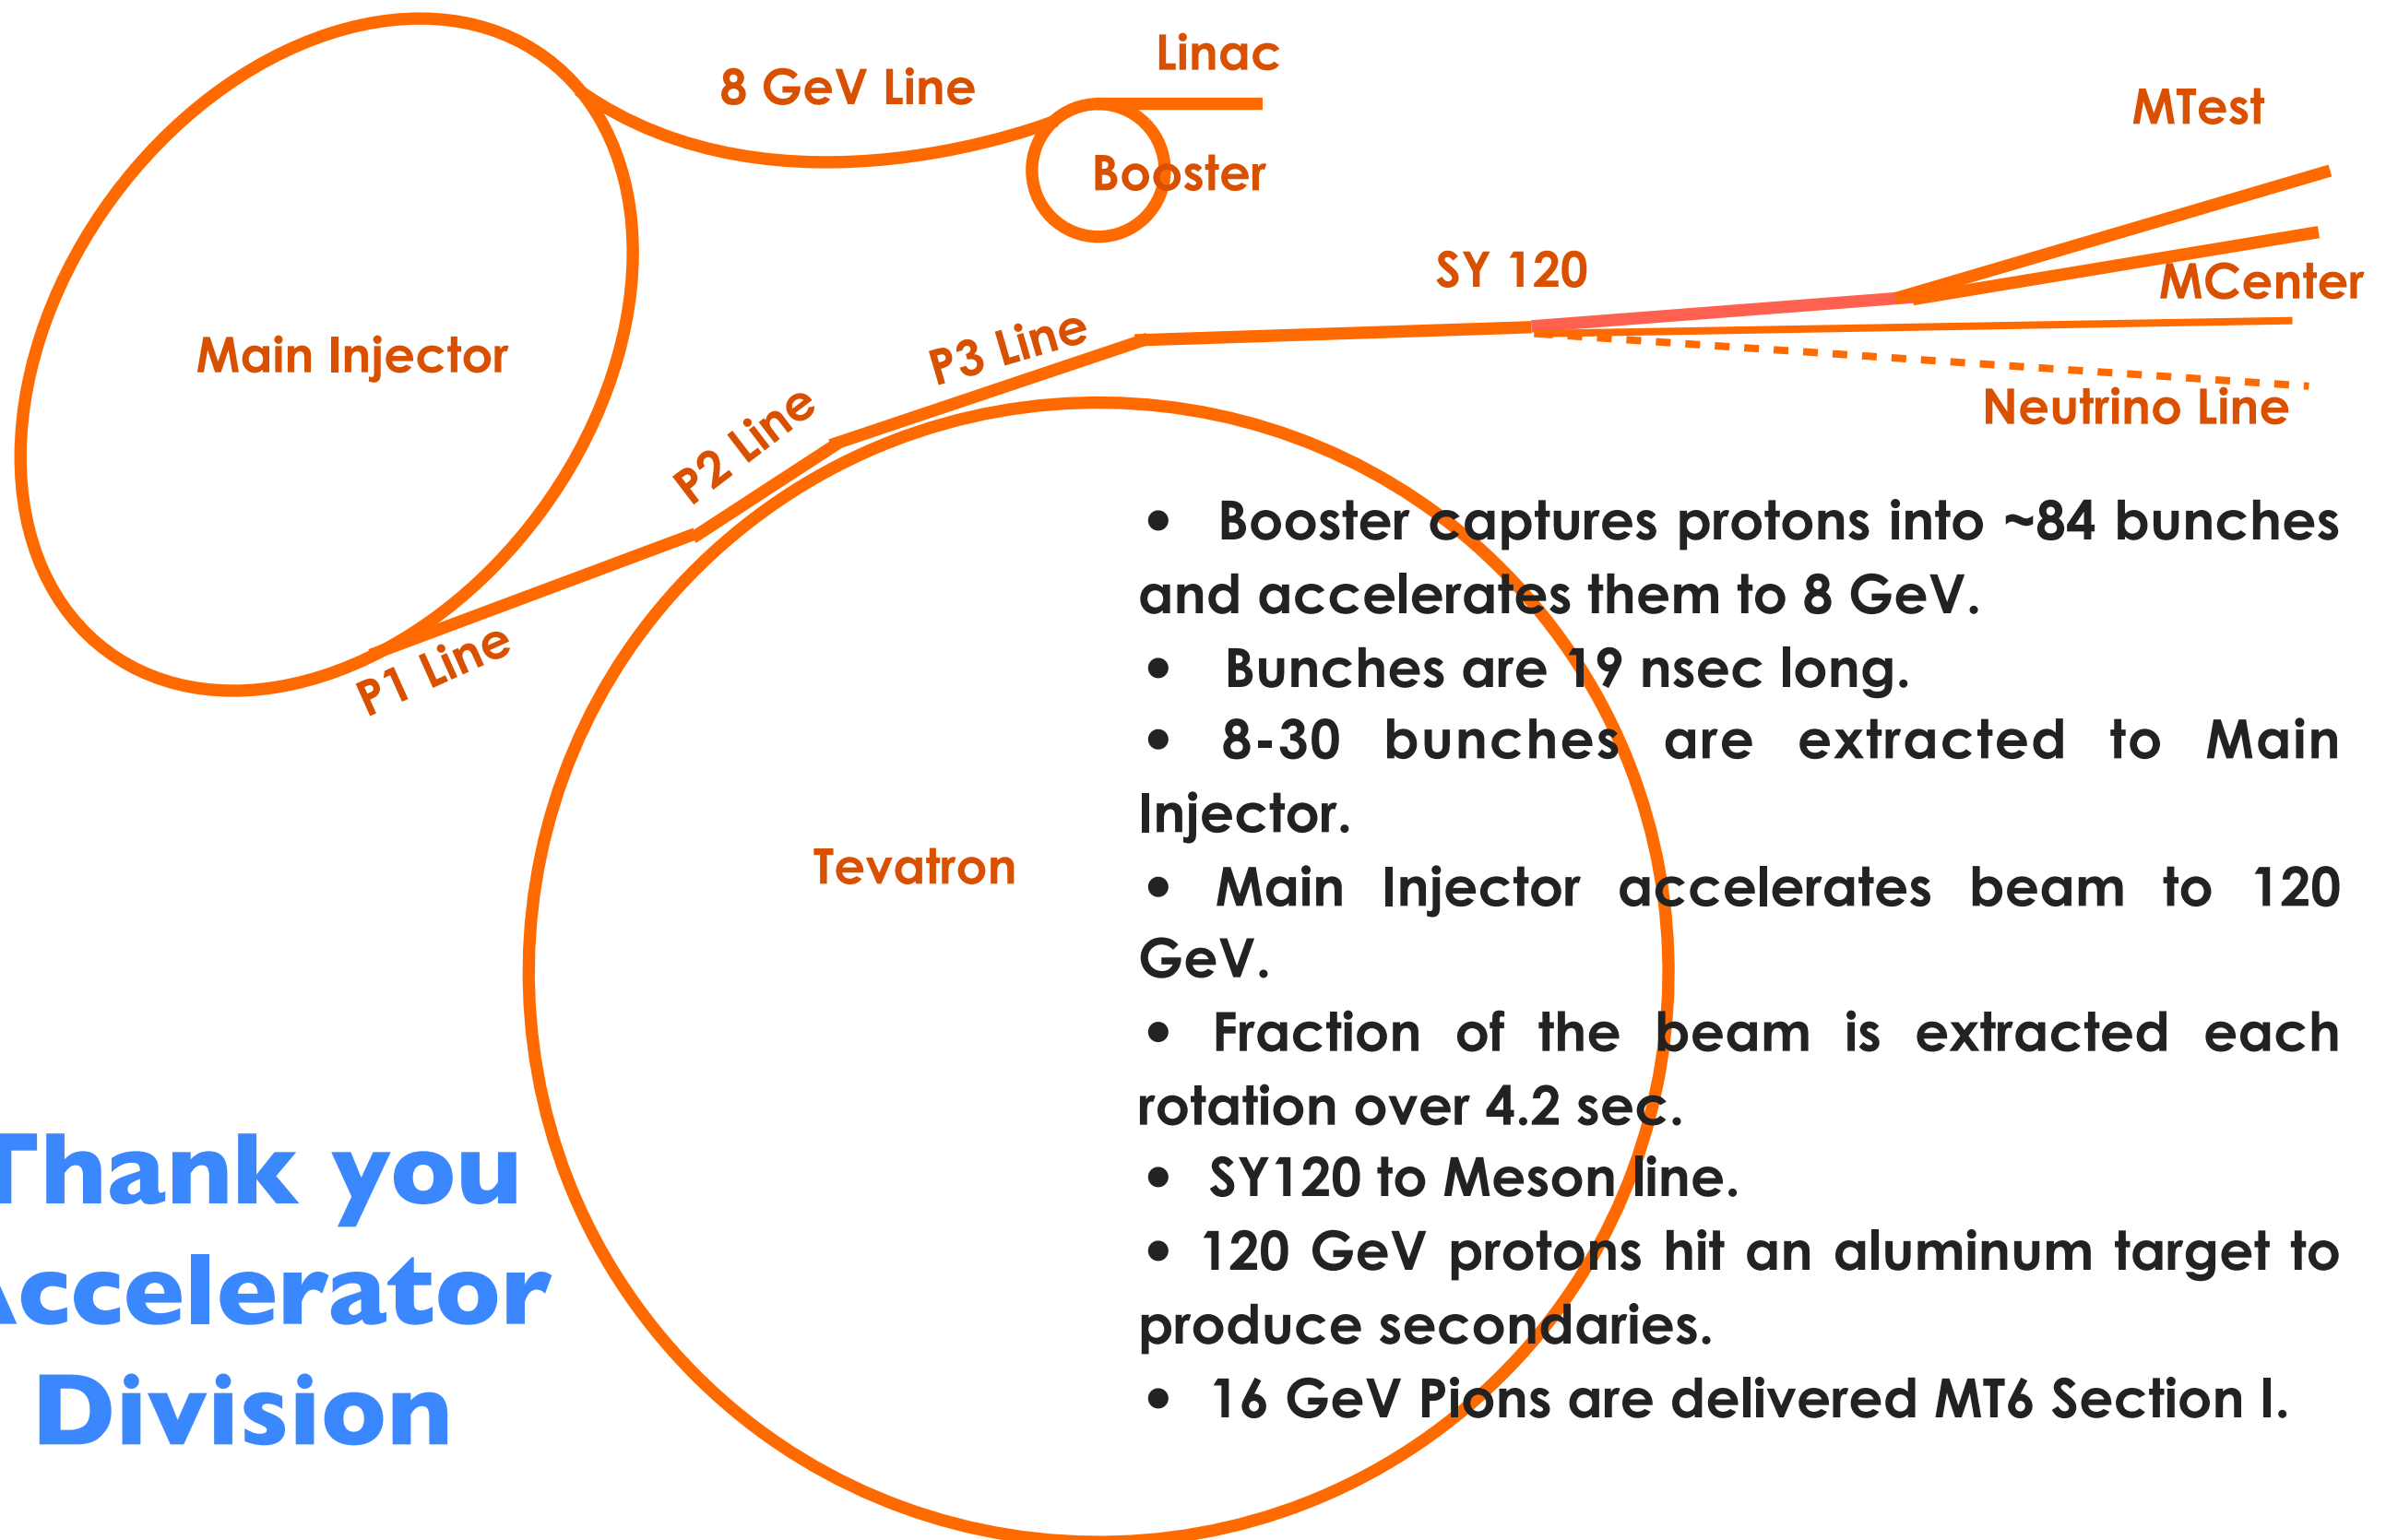 Linac
8 GeV Line
MTest
Booster
SY 120
MCenter
Main Injector
P3 Line
Neutrino Line
P2 Line
P1 Line
Tevatron
• Booster captures protons into ~84 bunches
and accelerates them to 8 GeV.
• Bunches are 19 nsec long.
• 8-30 bunches are extracted to Main
Injector.
• Main Injector accelerates beam to 120
GeV.
• Fraction of the beam is extracted each
rotation over 4.2 sec.
• SY120 to Meson line.
• 120 GeV protons hit an aluminum target to
produce secondaries.
• 16 GeV Pions are delivered MT6 Section I.
Thank you
Accelerator
Division